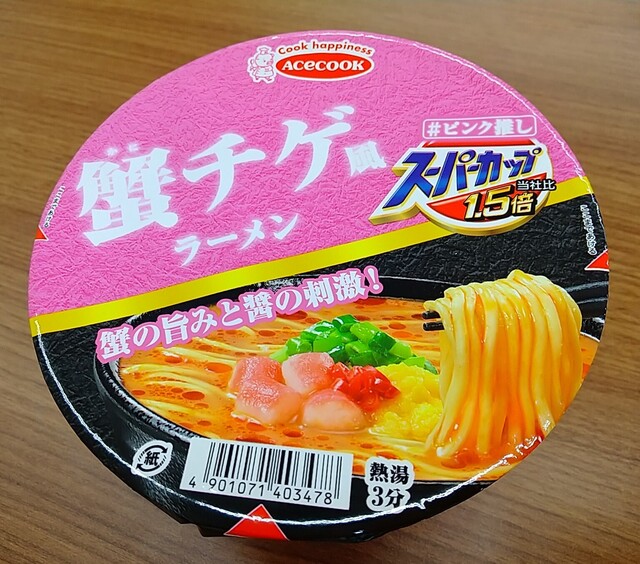 Cook happiness
ACECOOK
#ピンク推し
かに
蟹チゲ風
ラーメン
スーパーカップ
当社比
1.5倍
蟹の旨みと醤の刺激!
紙
4 901071 403478
熱湯
3分